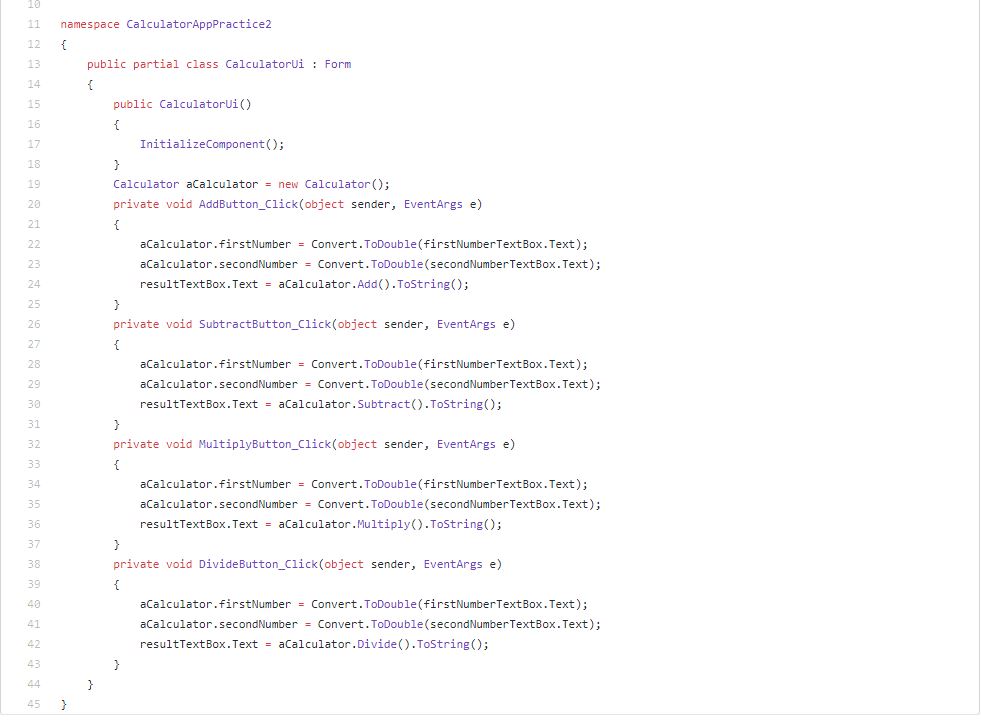 10
11 namespace CalculatorAppPractice2
12 {
13     public partial class CalculatorUi : Form
14     {
15         public CalculatorUi()
16         {
17             InitializeComponent();
18         }
19         Calculator aCalculator = new Calculator();
20         private void AddButton_Click(object sender, EventArgs e)
21         {
22             aCalculator.firstNumber = Convert.ToDouble(firstNumberTextBox.Text);
23             aCalculator.secondNumber = Convert.ToDouble(secondNumberTextBox.Text);
24             resultTextBox.Text = aCalculator.Add().ToString();
25         }
26         private void SubtractButton_Click(object sender, EventArgs e)
27         {
28             aCalculator.firstNumber = Convert.ToDouble(firstNumberTextBox.Text);
29             aCalculator.secondNumber = Convert.ToDouble(secondNumberTextBox.Text);
30             resultTextBox.Text = aCalculator.Subtract().ToString();
31         }
32         private void MultiplyButton_Click(object sender, EventArgs e)
33         {
34             aCalculator.firstNumber = Convert.ToDouble(firstNumberTextBox.Text);
35             aCalculator.secondNumber = Convert.ToDouble(secondNumberTextBox.Text);
36             resultTextBox.Text = aCalculator.Multiply().ToString();
37         }
38         private void DivideButton_Click(object sender, EventArgs e)
39         {
40             aCalculator.firstNumber = Convert.ToDouble(firstNumberTextBox.Text);
41             aCalculator.secondNumber = Convert.ToDouble(secondNumberTextBox.Text);
42             resultTextBox.Text = aCalculator.Divide().ToString();
43         }
44     }
45 }